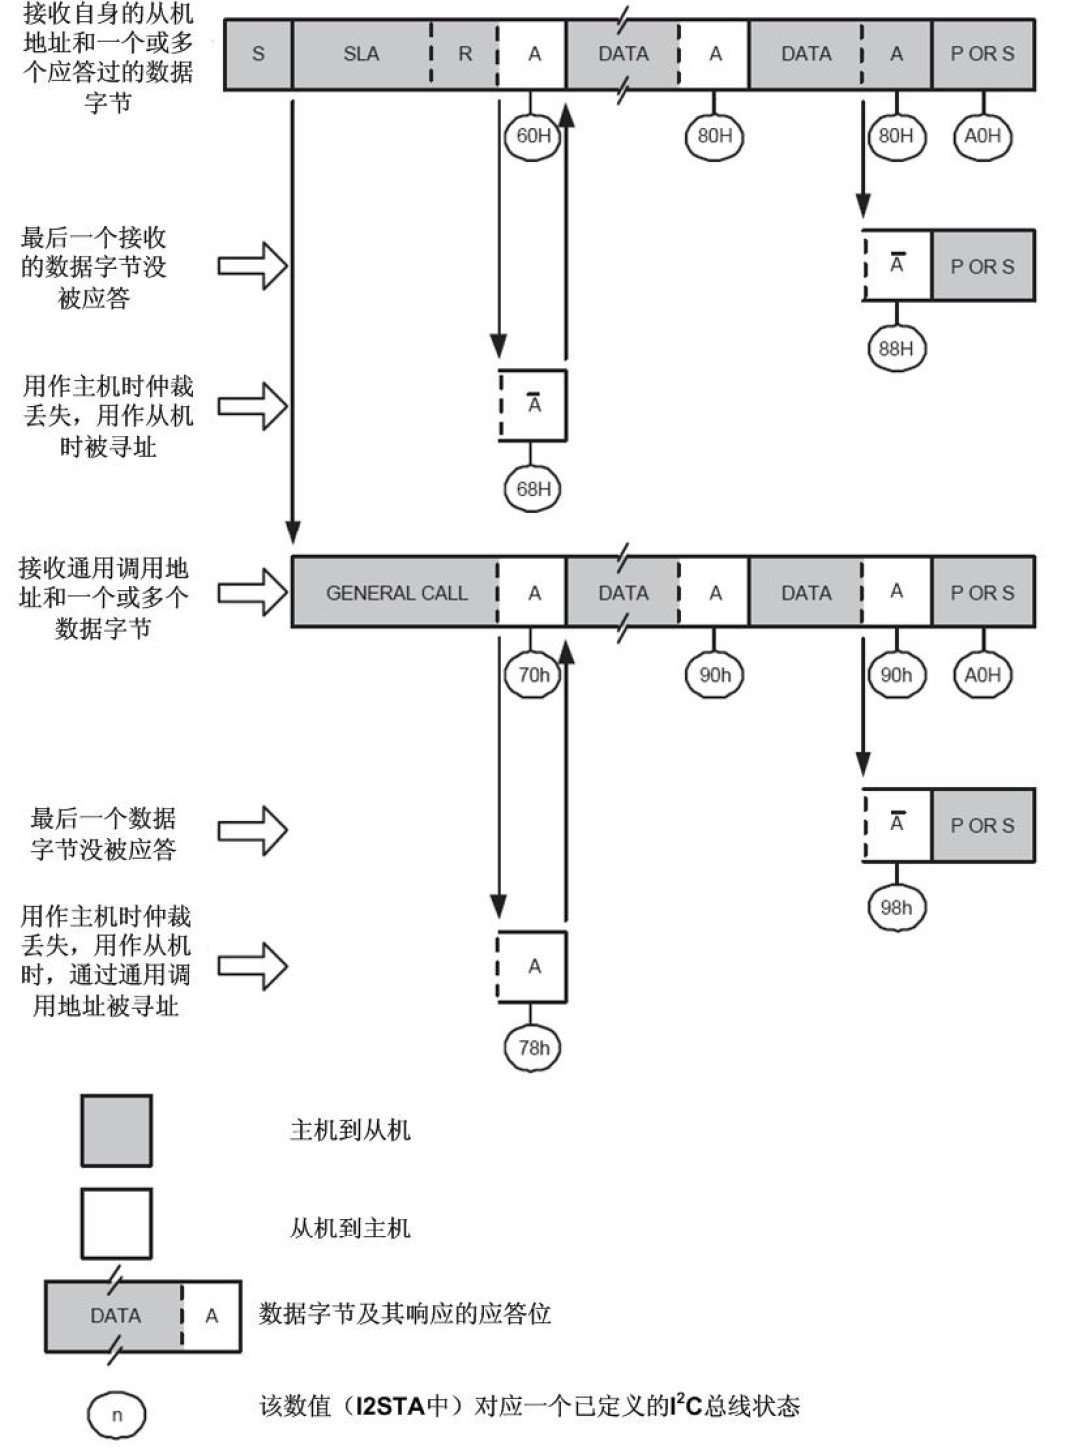 接收自身的从机
地址和一个或多
个应答过的数据
字节
S SLA R A DATA A DATA A P OR S
60H 80H 80H A0H
最后一个接收
的数据字节没
被应答
A̅ P OR S
88H
用作主机时仲裁
丢失，用作从机
时被寻址
A̅
68H
接收通用调用地
址和一个或多个
数据字节
GENERAL CALL A DATA A DATA A P OR S
70h 90h 90h A0H
最后一个数据
字节没被应答
A̅ P OR S
98h
用作主机时仲裁
丢失，用作从机
时，通过通用调
用地址被寻址
A
78h
主机到从机
从机到主机
DATA A 数据字节及其响应的应答位
n 该数值（I2STA中）对应一个已定义的I²C总线状态